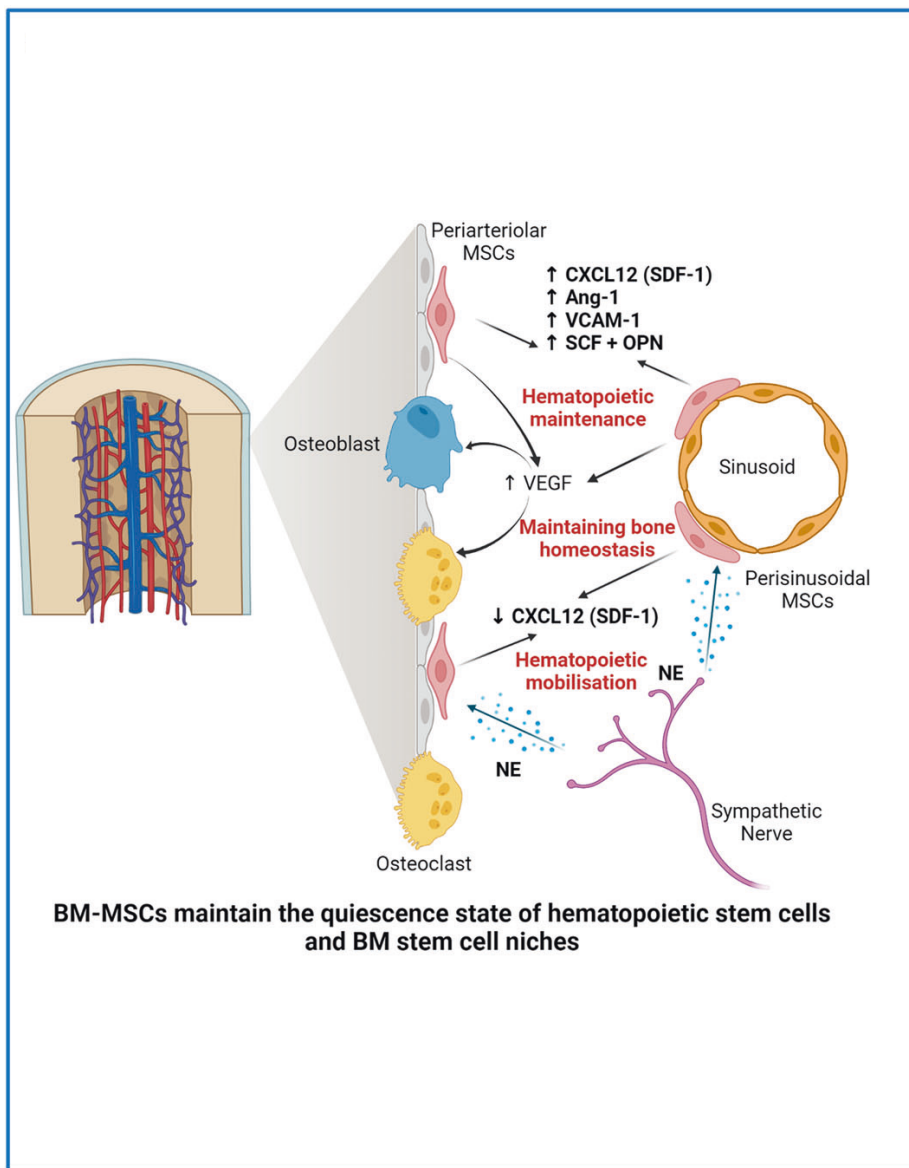 Periarteriolar
MSCs
↑ CXCL12 (SDF-1)
↑ Ang-1
↑ VCAM-1
↑ SCF + OPN
Hematopoietic
maintenance
Osteoblast
Sinusoid
↑ VEGF
Maintaining bone
homeostasis
Perisinusoidal
MSCs
↓ CXCL12 (SDF-1)
Hematopoietic
mobilisation
NE
NE
Sympathetic
Nerve
Osteoclast
BM-MSCs maintain the quiescence state of hematopoietic stem cells
and BM stem cell niches